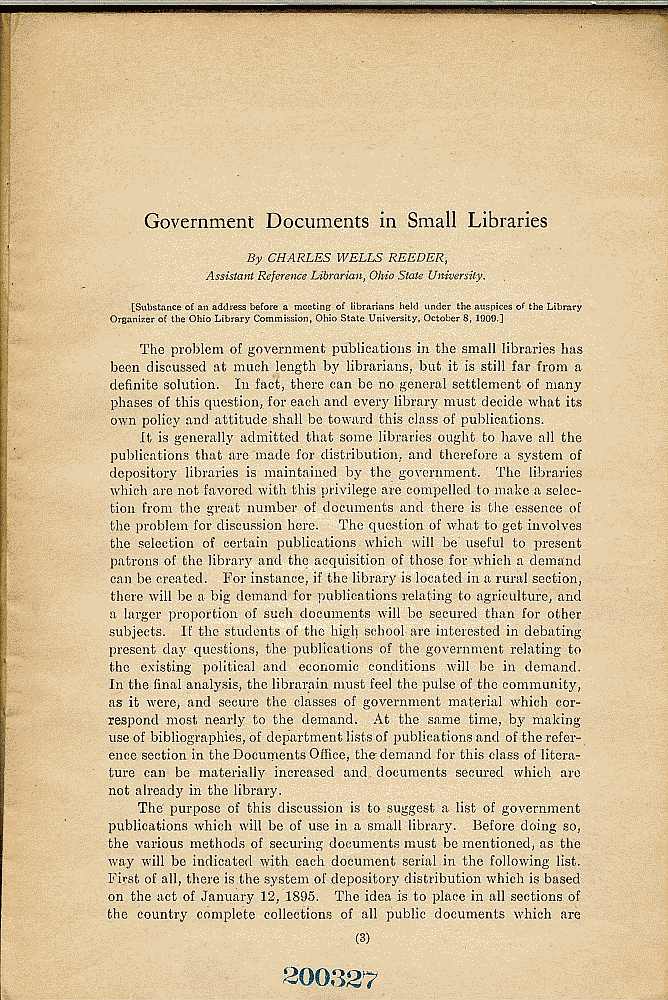 Government Documents in Small Libraries
By CHARLES WELLS REEDER,
Assistant Reference Librarian, Ohio State University.
[Substance of an address before a meeting of librarians held under the auspices of the Library
Organizer of the Ohio Library Commission, Ohio State University, October 8, 1909.]
The problem of government publications in the small libraries has
been discussed at much length by librarians, but it is still far from a
definite solution. In fact, there can be no general settlement of many
phases of this question, for each and every library must decide what its
own policy and attitude shall be toward this class of publications.
It is generally admitted that some libraries ought to have all the
publications that are made for distribution, and therefore a system of
depository libraries is maintained by the government. The libraries
which are not favored with this privilege are compelled to make a selec-
tion from the great number of documents and there is the essence of
the problem for discussion here. The question of what to get involves
the selection of certain publications which will be useful to present
patrons of the library and the acquisition of those for which a demand
can be created. For instance, if the library is located in a rural section,
there will be a big demand for publications relating to agriculture, and
a larger proportion of such documents will be secured than for other
subjects. If the students of the high school are interested in debating
present day questions, the publications of the government relating to
the existing political and economic conditions will be in demand.
In the final analysis, the librarain must feel the pulse of the community,
as it were, and secure the classes of government material which cor-
respond most nearly to the demand. At the same time, by making
use of bibliographies, of department lists of publications and of the refer-
ence section in the Documents Office, the demand for this class of litera-
ture can be materially increased and documents secured which are
not already in the library.
The purpose of this discussion is to suggest a list of government
publications which will be of use in a small library. Before doing so,
the various methods of securing documents must be mentioned, as the
way will be indicated with each document serial in the following list.
First of all, there is the system of depository distribution which is based
on the act of January 12, 1895. The idea is to place in all sections of
the country complete collections of all public documents which are
(3)
200327